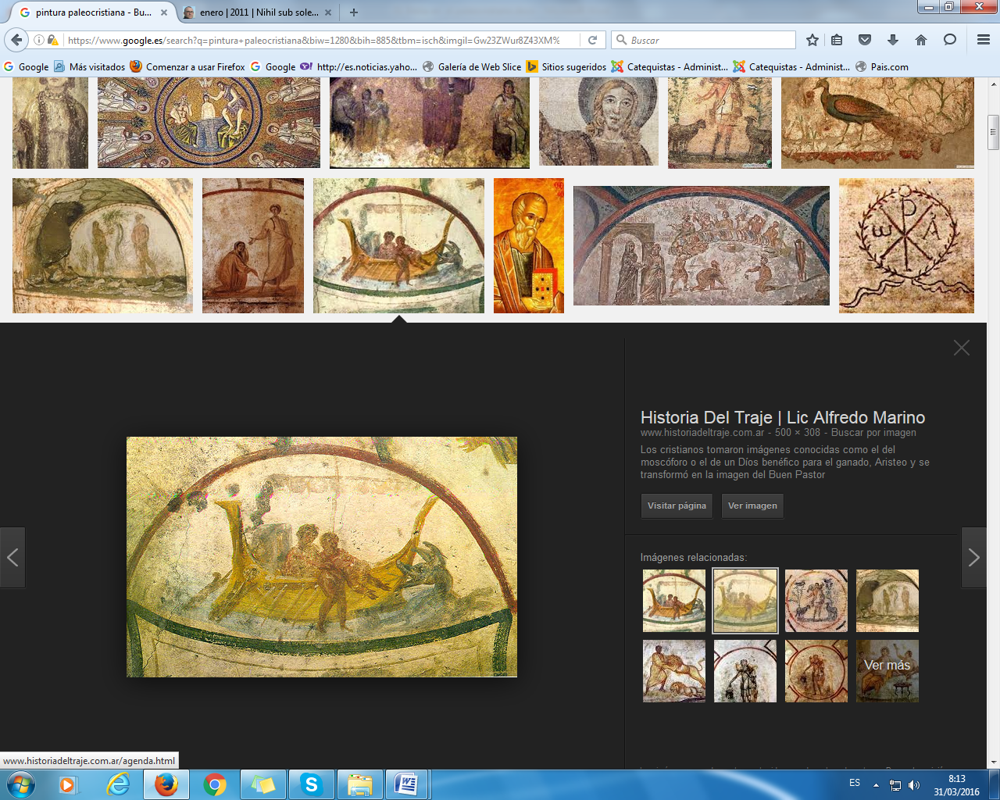 pintura paleocristiana - Bu...
enero | 2011 | Nihil sub sole...
https://www.google.es/search?q=pintura+paleocristiana&biw=1280&bih=885&tbm=isch&imgil=Gw23ZWur8Z43XM%
Buscar
Google
Más visitados
Comenzar a usar Firefox
Google
http://es.noticias.yaho...
Galería de Web Slice
Sitios sugeridos
Catequistas - Administ...
Catequistas - Administ...
Pais.com
Historia Del Traje | Lic Alfredo Marino
www.historiadeltraje.com.ar - 500 × 308 - Buscar por imagen
Los cristianos tomaron imágenes conocidas como el del
moscóforo o el de un Díos benéfico para el ganado, Aristeo y se
transformó en la imagen del Buen Pastor
Visitar página
Ver imagen
Imágenes relacionadas:
Ver más
www.historiadeltraje.com.ar/agenda.html
ES
8:13
31/03/2016